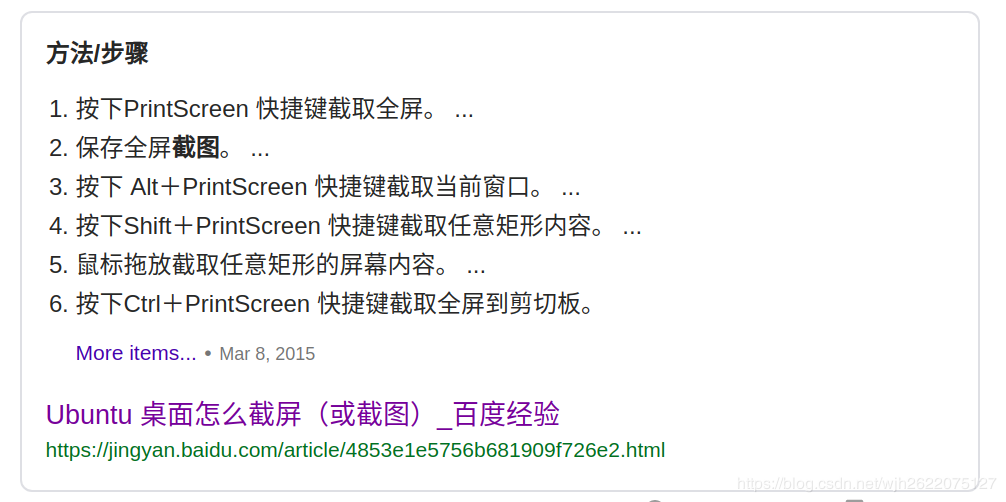 方法/步骤
1. 按下PrintScreen 快捷键截取全屏。 ...
2. 保存全屏截图。 ...
3. 按下 Alt＋PrintScreen 快捷键截取当前窗口。 ...
4. 按下Shift＋PrintScreen 快捷键截取任意矩形内容。 ...
5. 鼠标拖放截取任意矩形的屏幕内容。 ...
6. 按下Ctrl＋PrintScreen 快捷键截取全屏到剪切板。
More items... • Mar 8, 2015
Ubuntu 桌面怎么截屏（或截图）_百度经验
https://jingyan.baidu.com/article/4853e1e5756b681909f726e2.html
https://blog.csdn.net/wjh2622075127